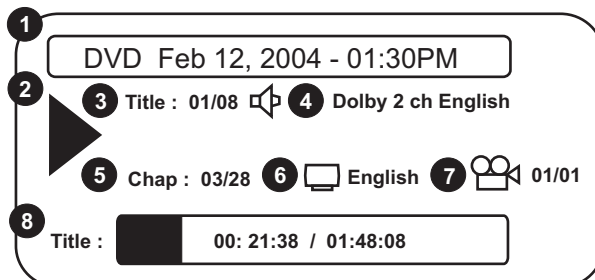 1
DVD Feb 12, 2004 - 01:30PM
2
3 Title : 01/08 4 Dolby 2 ch English
5 Chap : 03/28 6 English 7 01/01
8
Title : 00: 21:38 / 01:48:08